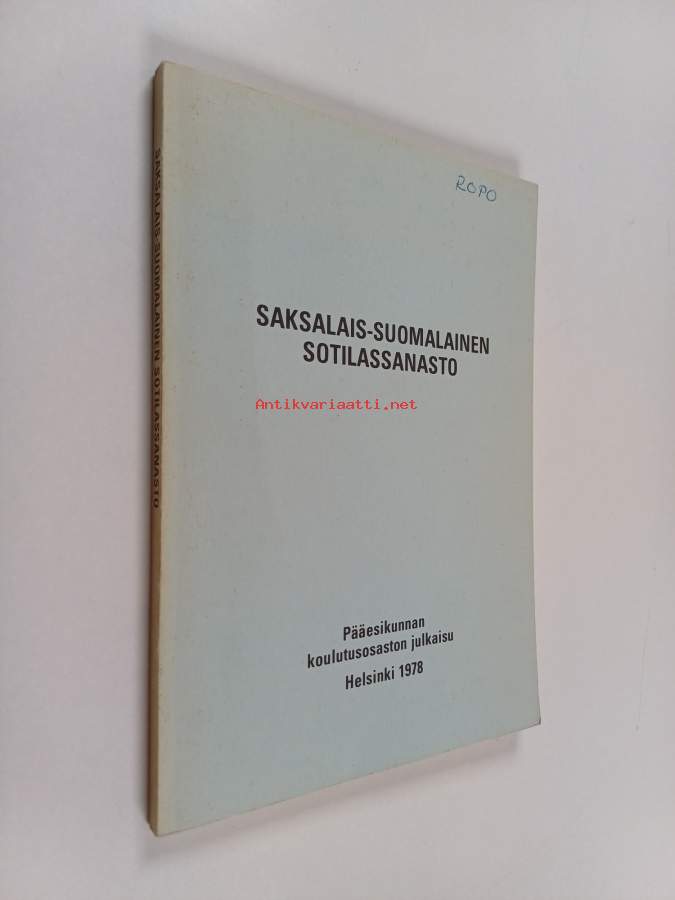 ROPO
SAKSALAIS-SUOMALAINEN
SOTILASSANASTO
Antikvariaatti.net
Pääesikunnan
koulutusosaston julkaisu
Helsinki 1978
SAKSALAIS-SUOMALAINEN SOTILASSANASTO